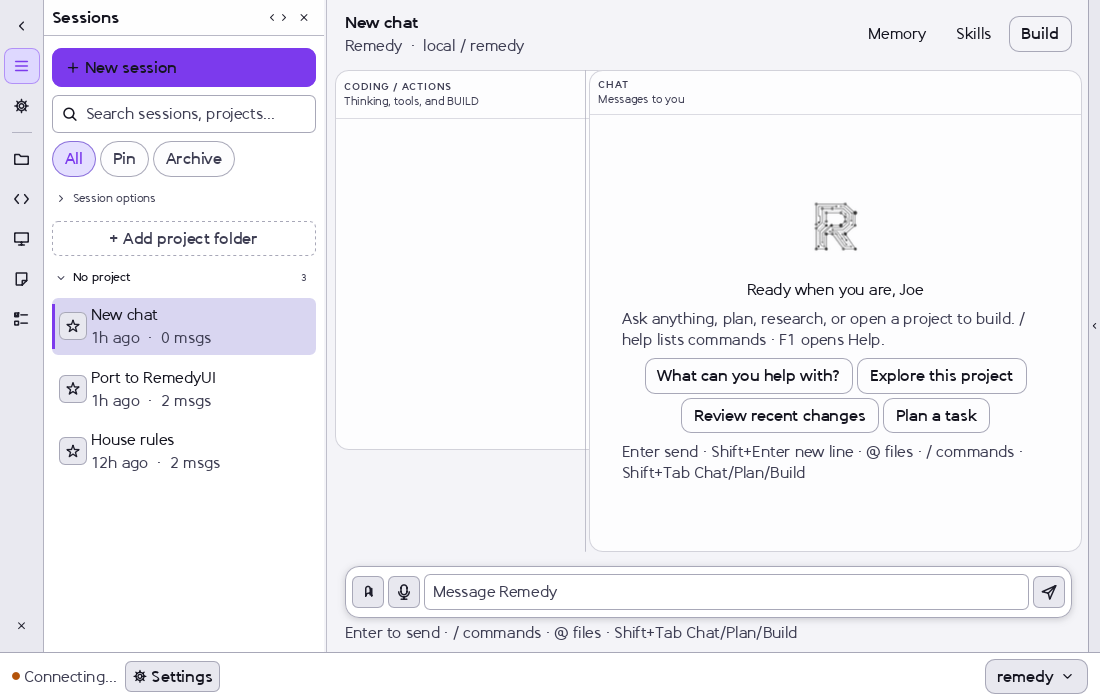 Sessions
+ New session
Search sessions, projects...
All
Pin
Archive
Session options
+ Add project folder
No project
3
New chat
1h ago · 0 msgs
Port to RemedyUI
1h ago · 2 msgs
House rules
12h ago · 2 msgs
New chat
Remedy · local / remedy
Memory
Skills
Build
CODING / ACTIONS
Thinking, tools, and BUILD
CHAT
Messages to you
Ready when you are, Joe
Ask anything, plan, research, or open a project to build. /
help lists commands · F1 opens Help.
What can you help with?
Explore this project
Review recent changes
Plan a task
Enter send · Shift+Enter new line · @ files · / commands ·
Shift+Tab Chat/Plan/Build
Message Remedy
Enter to send · / commands · @ files · Shift+Tab Chat/Plan/Build
Connecting...
Settings
remedy